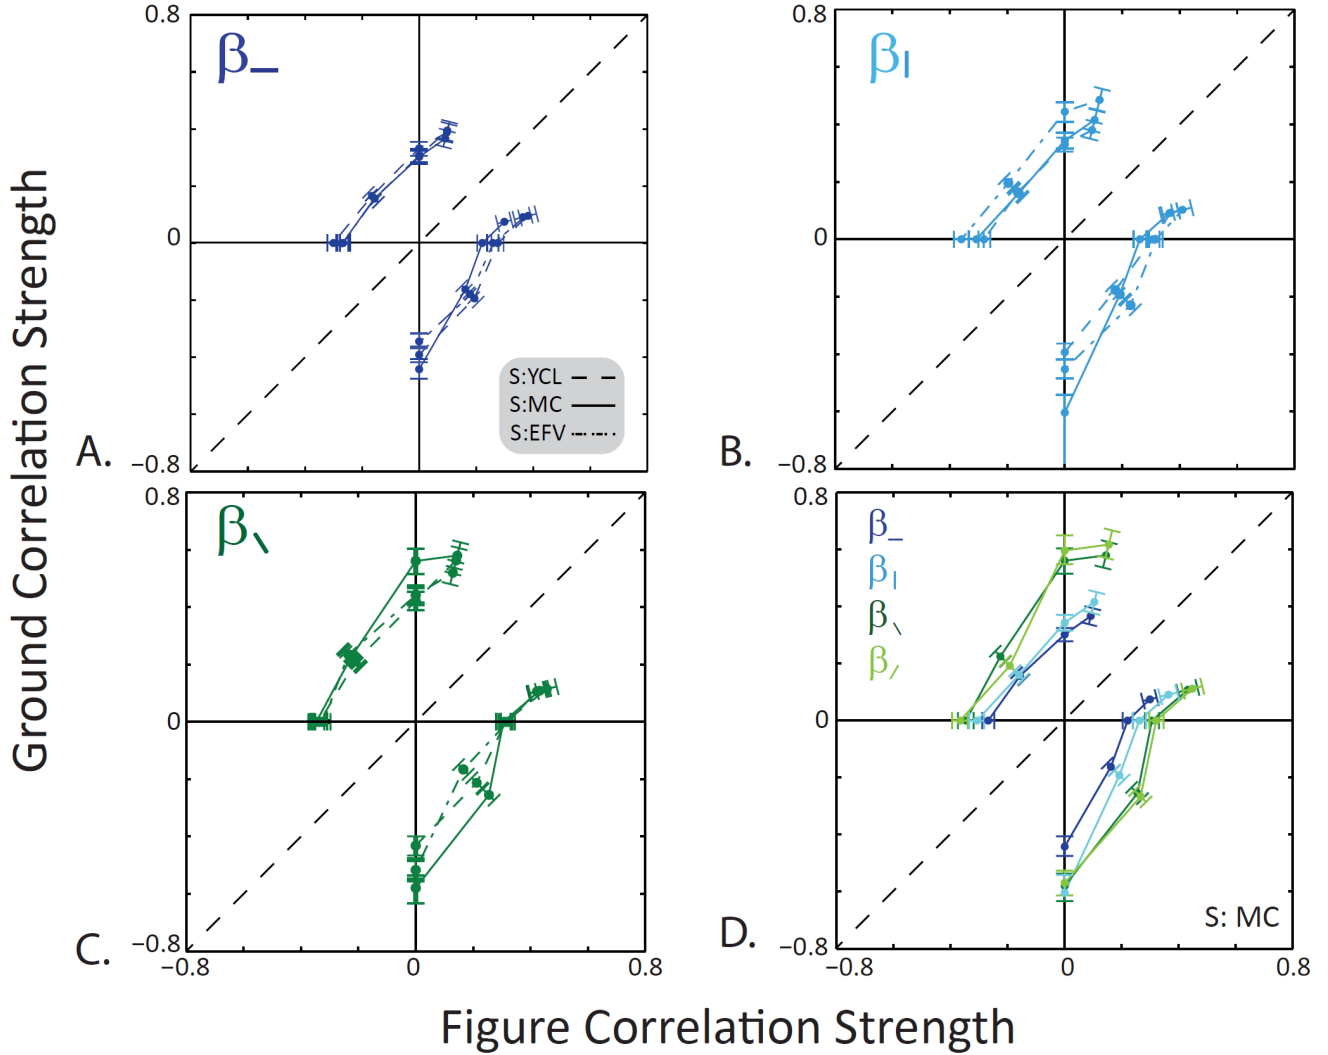 Ground Correlation Strength
0.8
0
−0.8
β_
S:YCL
S:MC
S:EFV
A.
0.8
0
−0.8
β|
B.
0.8
0
−0.8
β\
C.
−0.8 0 0.8
0.8
0
−0.8
β_
β|
β\
β/
S: MC
D.
−0.8 0 0.8
Figure Correlation Strength